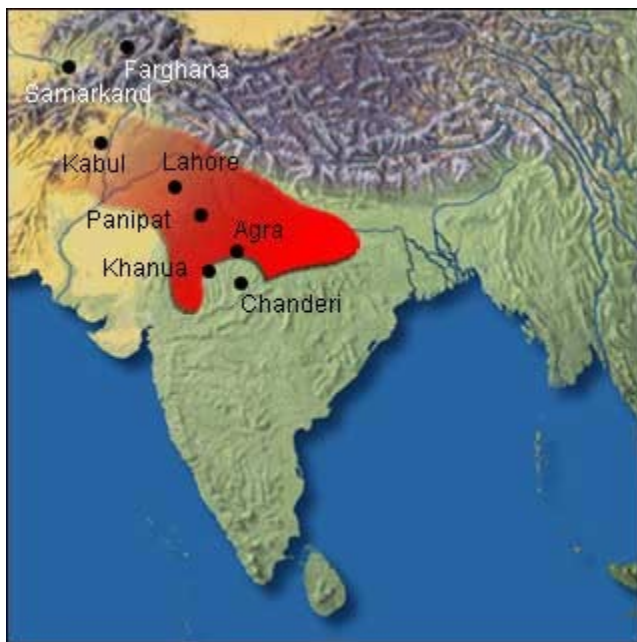 Farghana
Samarkand
Kabul
Lahore
Panipat
Agra
Khanua
Chanderi